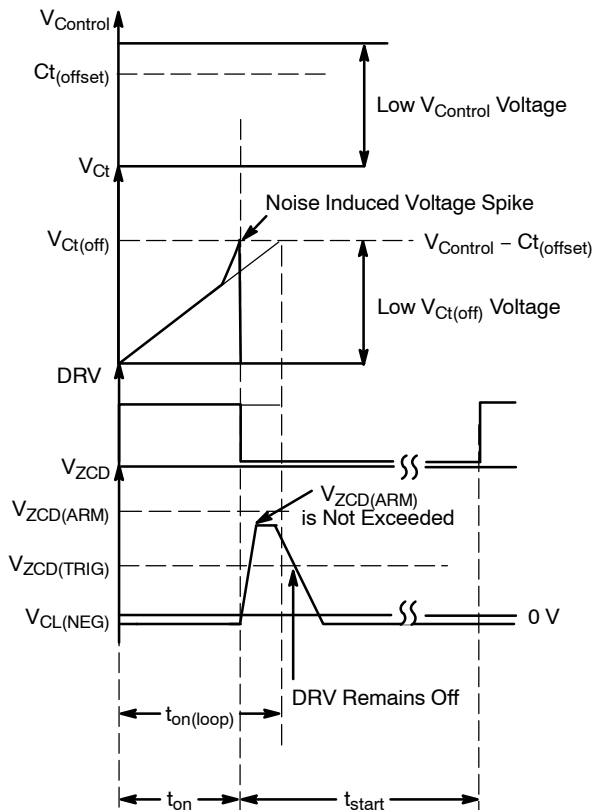 VControl
Ct(offset)
Low VControl Voltage
VCt
Noise Induced Voltage Spike
VCt(off)
VControl – Ct(offset)
Low VCt(off) Voltage
DRV
VZCD
VZCD(ARM)
VZCD(ARM)
is Not Exceeded
VZCD(TRIG)
VCL(NEG)
0 V
DRV Remains Off
ton(loop)
ton
tstart